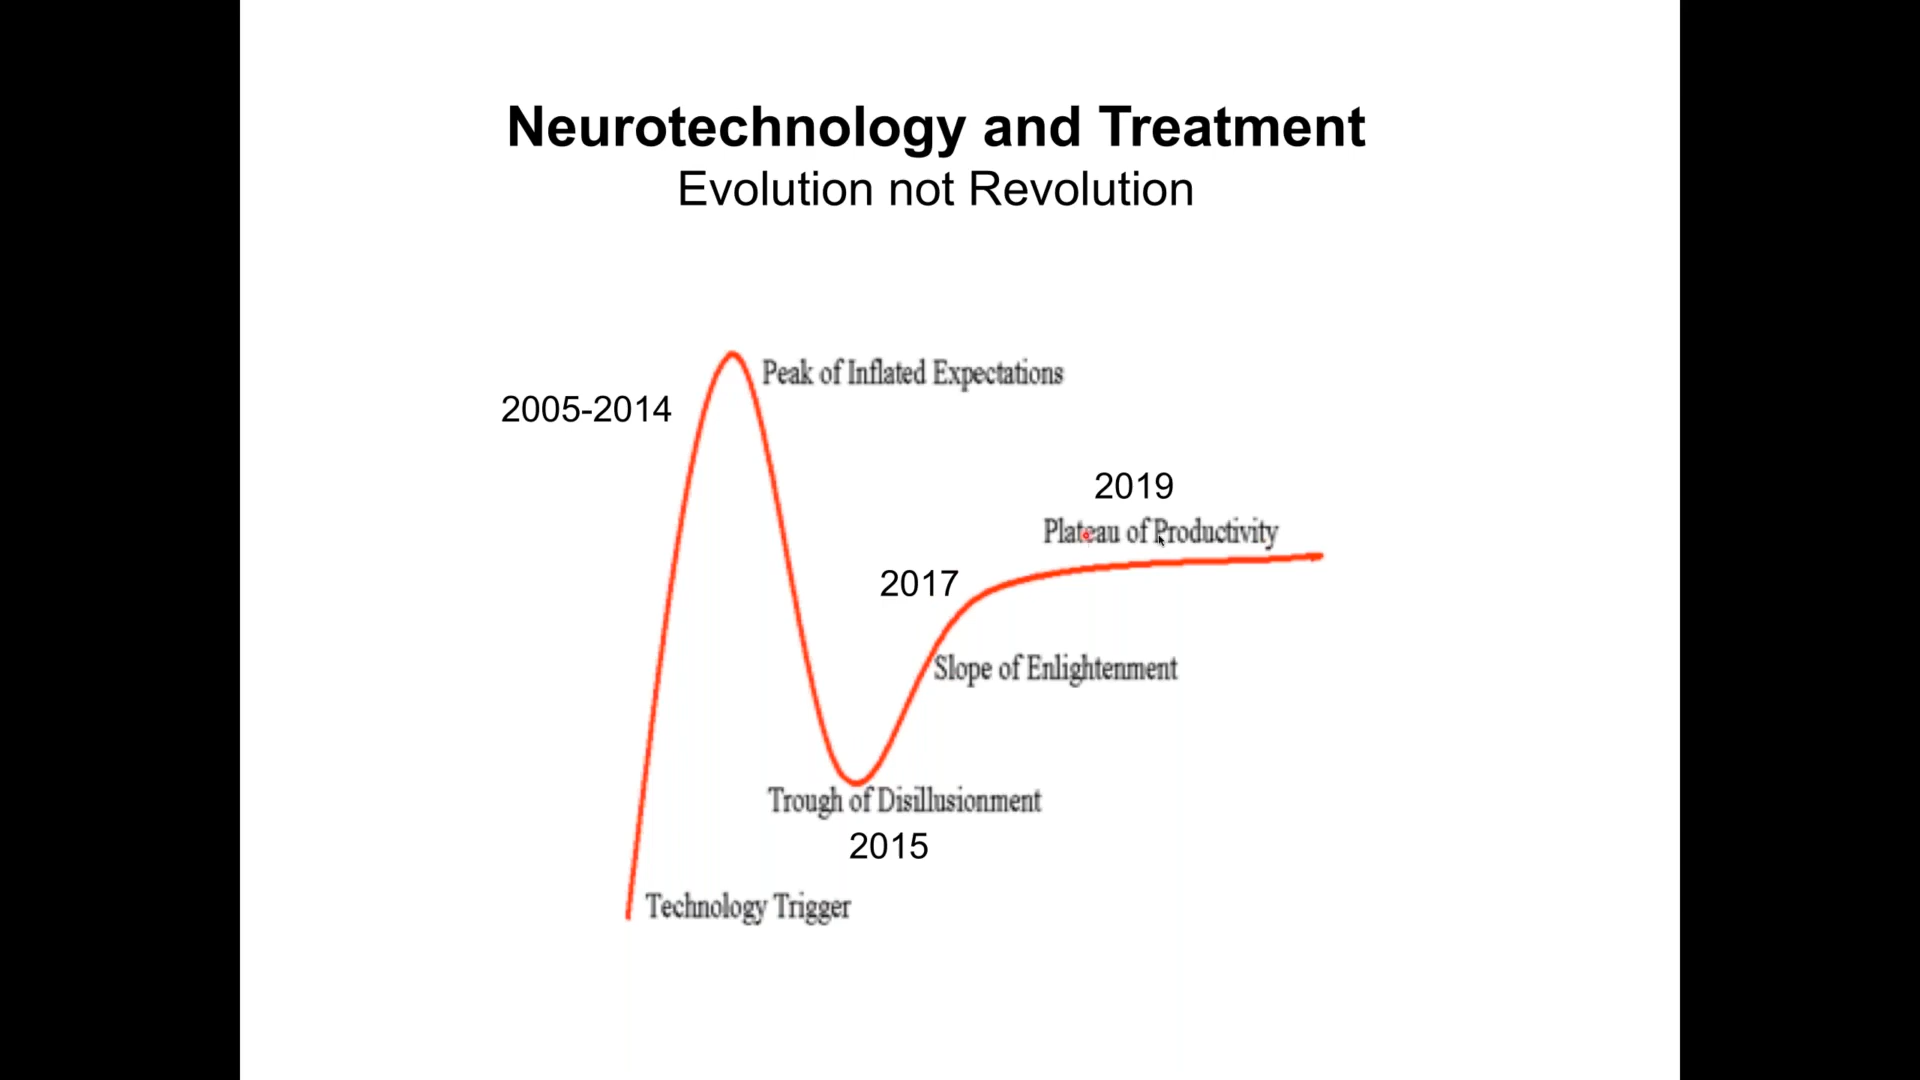 Neurotechnology and Treatment
Evolution not Revolution
Peak of Inflated Expectations
2005-2014
2019
Plateau of Productivity
2017
Slope of Enlightenment
Trough of Disillusionment
2015
Technology Trigger